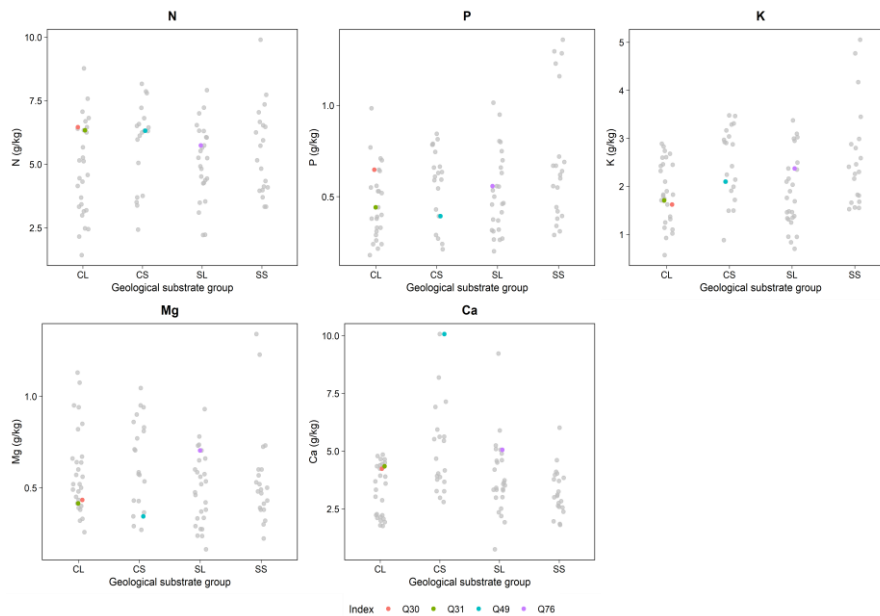 N
N (g/kg)
10.0
7.5
5.0
2.5
CL CS SL SS
Geological substrate group
P
P (g/kg)
1.0
0.5
CL CS SL SS
Geological substrate group
K
K (g/kg)
5
4
3
2
1
CL CS SL SS
Geological substrate group
Mg
Mg (g/kg)
1.0
0.5
CL CS SL SS
Geological substrate group
Ca
Ca (g/kg)
10.0
7.5
5.0
2.5
CL CS SL SS
Geological substrate group
Index Q30 Q31 Q49 Q76